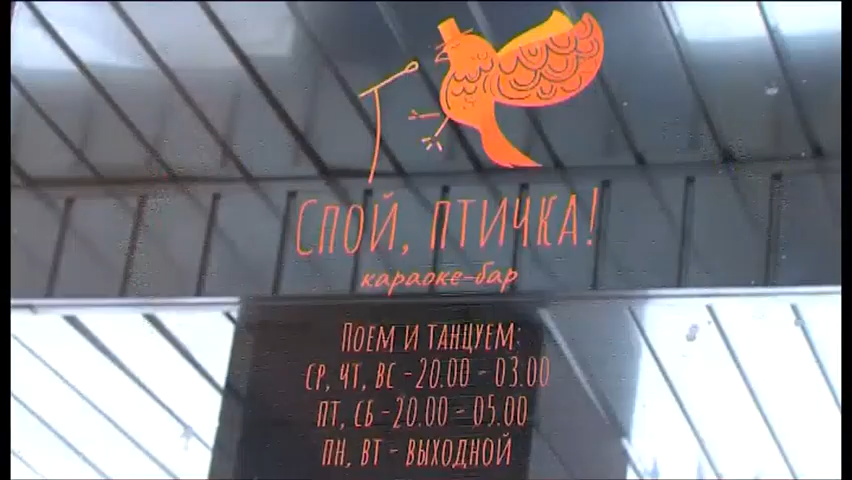 Спой, птичка!
караоке-бар
Поем и танцуем:
ср, чт, вс - 20.00 - 03.00
пт, сб - 20.00 - 05.00
пн, вт - выходной